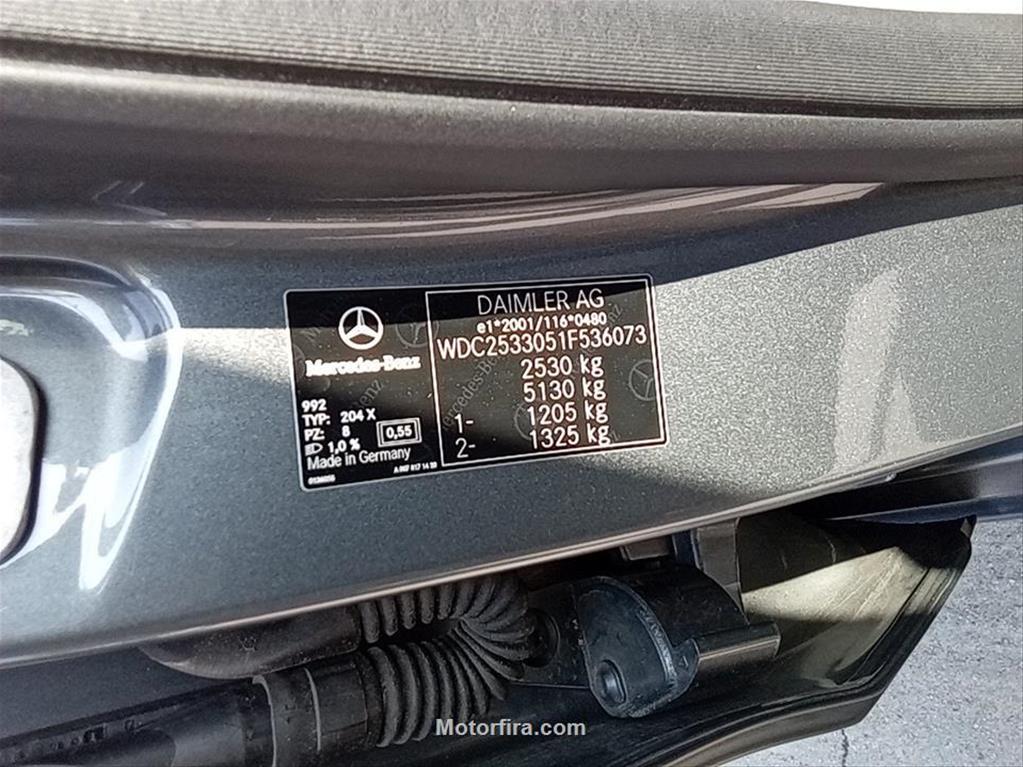 DAIMLER AG
e1*2001/116*0480
WDC2533051F536073
2530 kg
5130 kg
1- 1205 kg
2- 1325 kg
Mercedes-Benz
992
TYP: 204 X
PZ: 8
1,0 %
0,55
Made in Germany
Motorfira.com